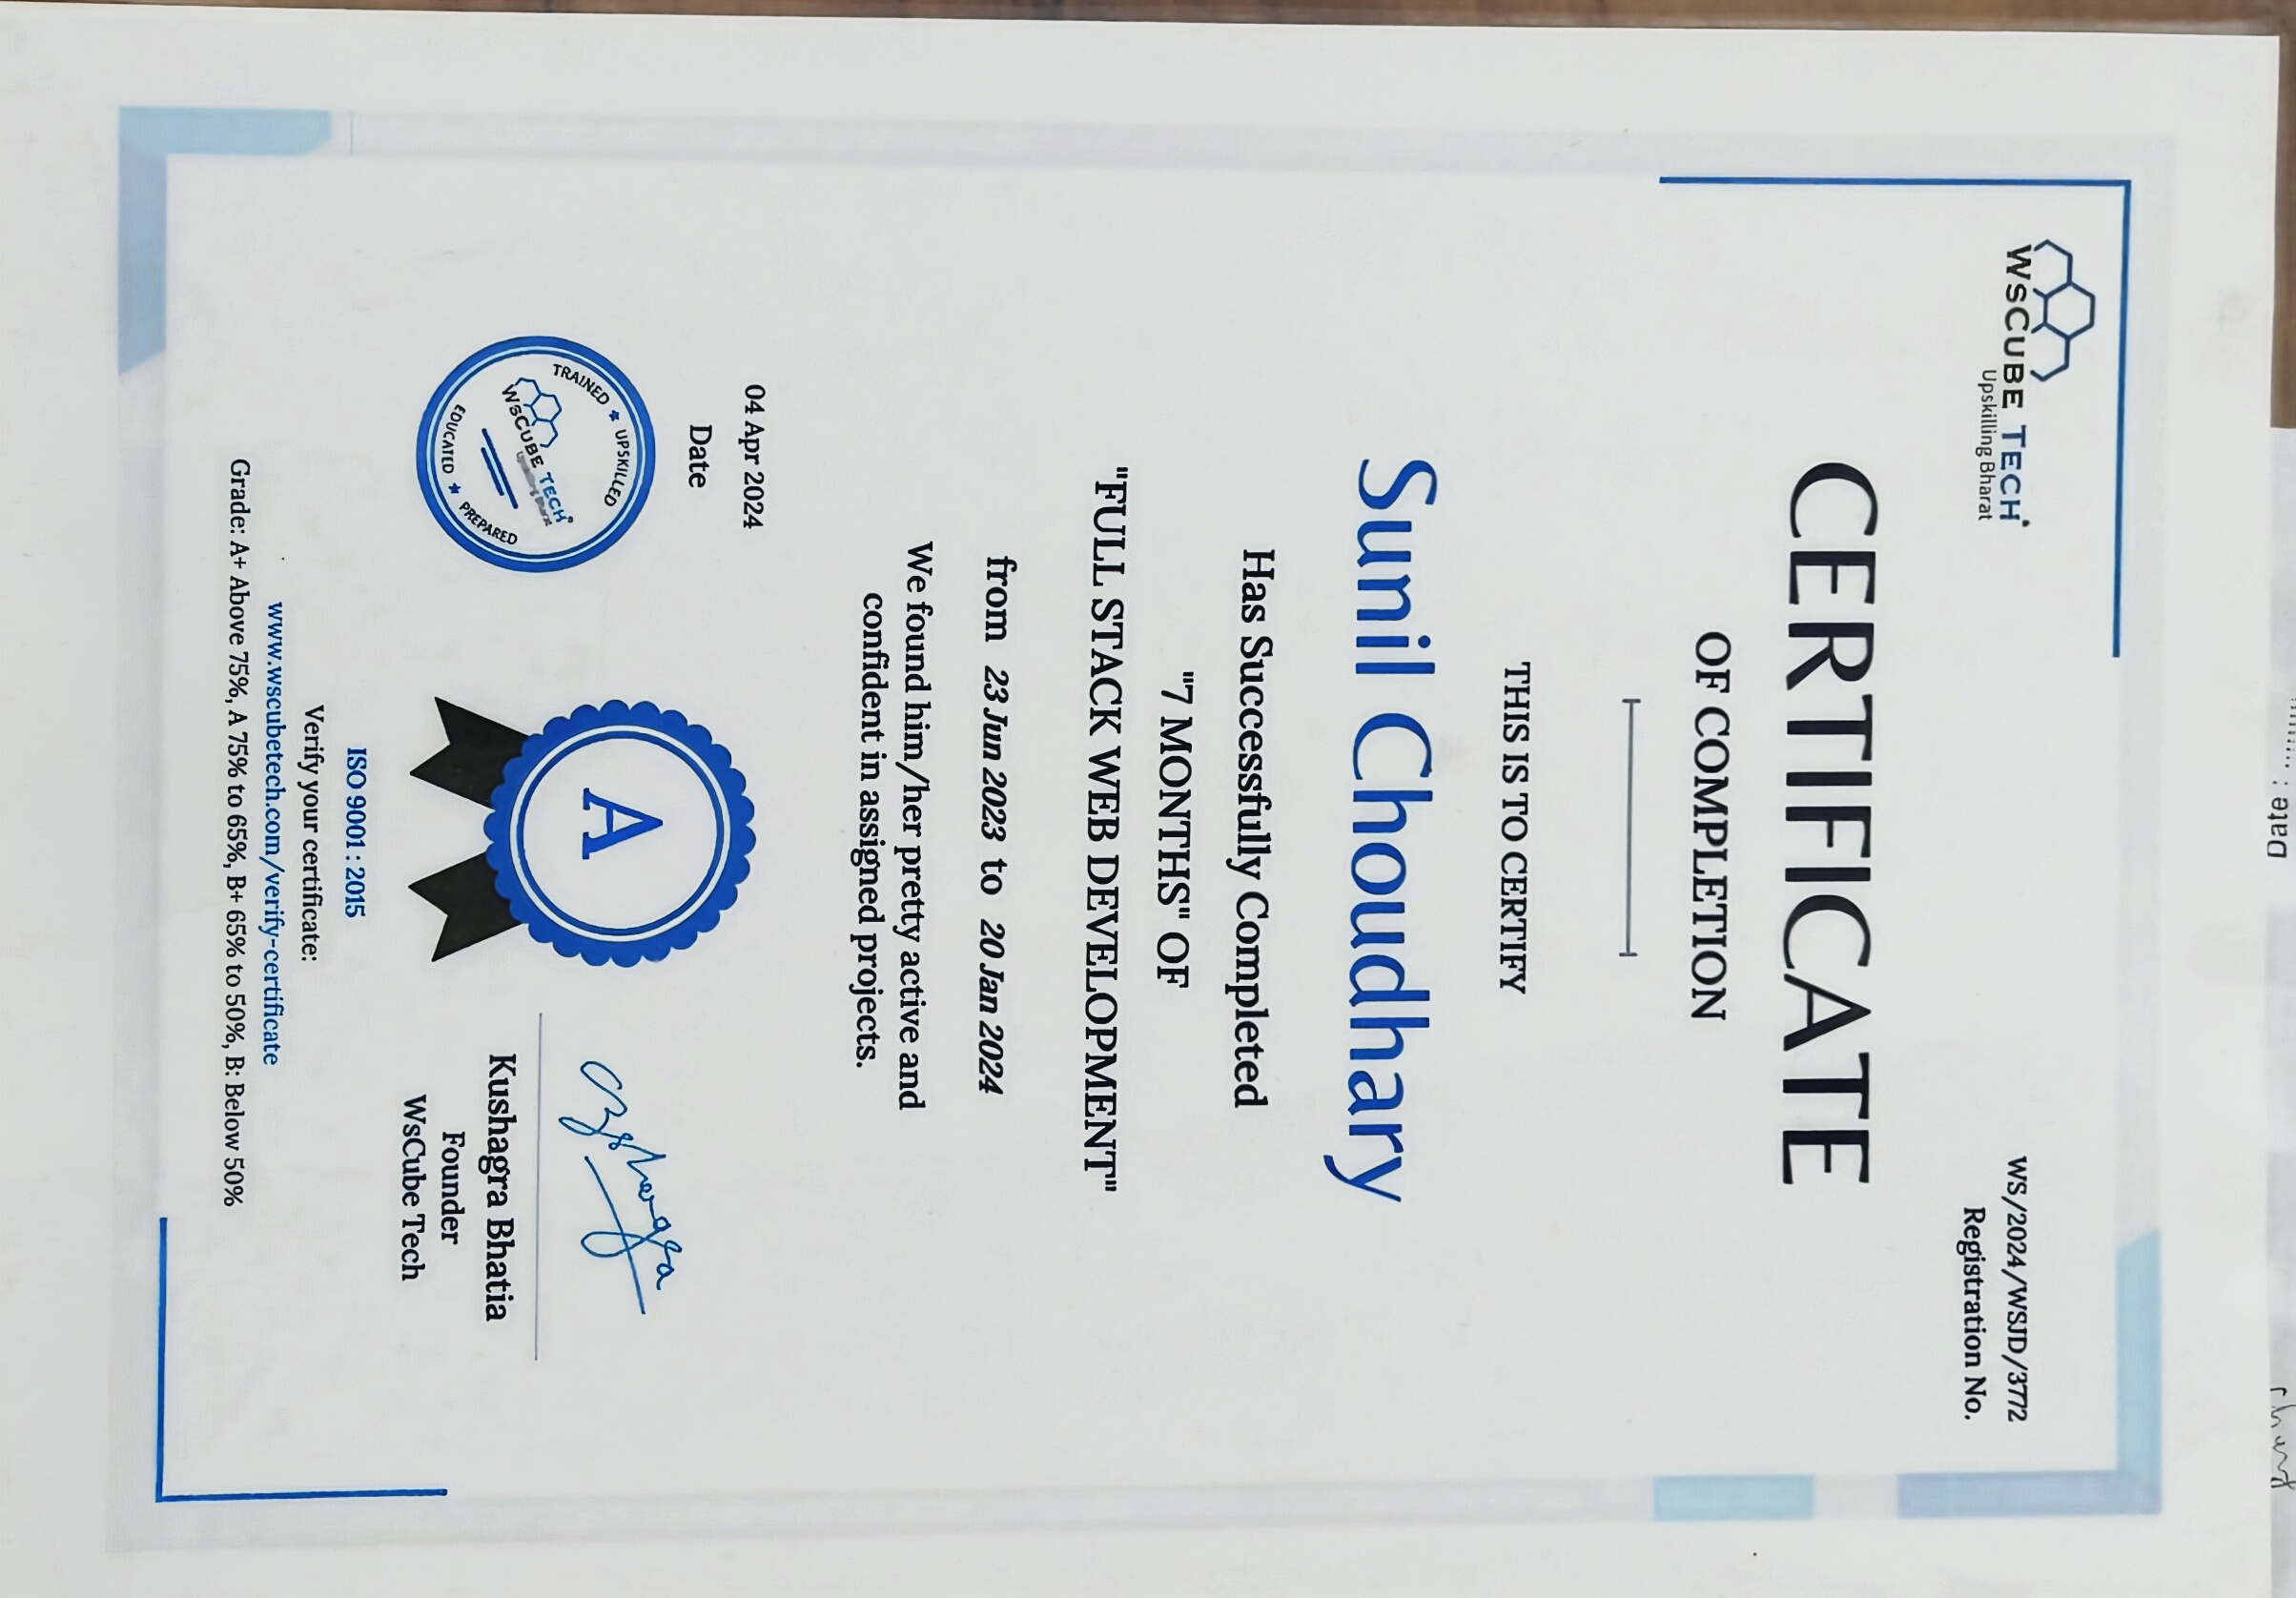 Date : .........
WSCUBE TECH
Upskilling Bharat
WS/2024/WSJD/3772
Registration No.
CERTIFICATE
OF COMPLETION
THIS IS TO CERTIFY
Sunil Choudhary
Has Successfully Completed
"7 MONTHS" OF
"FULL STACK WEB DEVELOPMENT"
from 23 Jun 2023 to 20 Jan 2024
We found him/her pretty active and
confident in assigned projects.
04 Apr 2024
Date
TRAINED ★ UPSKILLED
WSCUBE TECH
Upskilling Bharat
EDUCATED ★ PREPARED
A
Kushagra Bhatia
Founder
WsCube Tech
ISO 9001 : 2015
Verify your certificate:
www.wscubetech.com/verify-certificate
Grade: A+ Above 75%, A 75% to 65%, B+ 65% to 50%, B: Below 50%